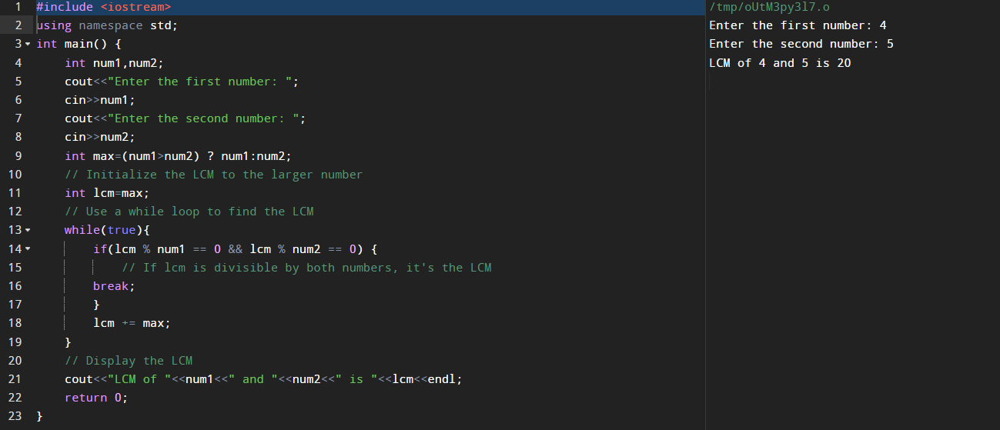 1 #include <iostream>
2 using namespace std;
3 int main() {
4     int num1,num2;
5     cout<<"Enter the first number: ";
6     cin>>num1;
7     cout<<"Enter the second number: ";
8     cin>>num2;
9     int max=(num1>num2) ? num1:num2;
10     // Initialize the LCM to the larger number
11     int lcm=max;
12     // Use a while loop to find the LCM
13     while(true){
14         if(lcm % num1 == 0 && lcm % num2 == 0) {
15             // If lcm is divisible by both numbers, it's the LCM
16         break;
17         }
18         lcm += max;
19     }
20     // Display the LCM
21     cout<<"LCM of "<<num1<<" and "<<num2<<" is "<<lcm<<endl;
22     return 0;
23 }
/tmp/oUtM3py3l7.o
Enter the first number: 4
Enter the second number: 5
LCM of 4 and 5 is 20